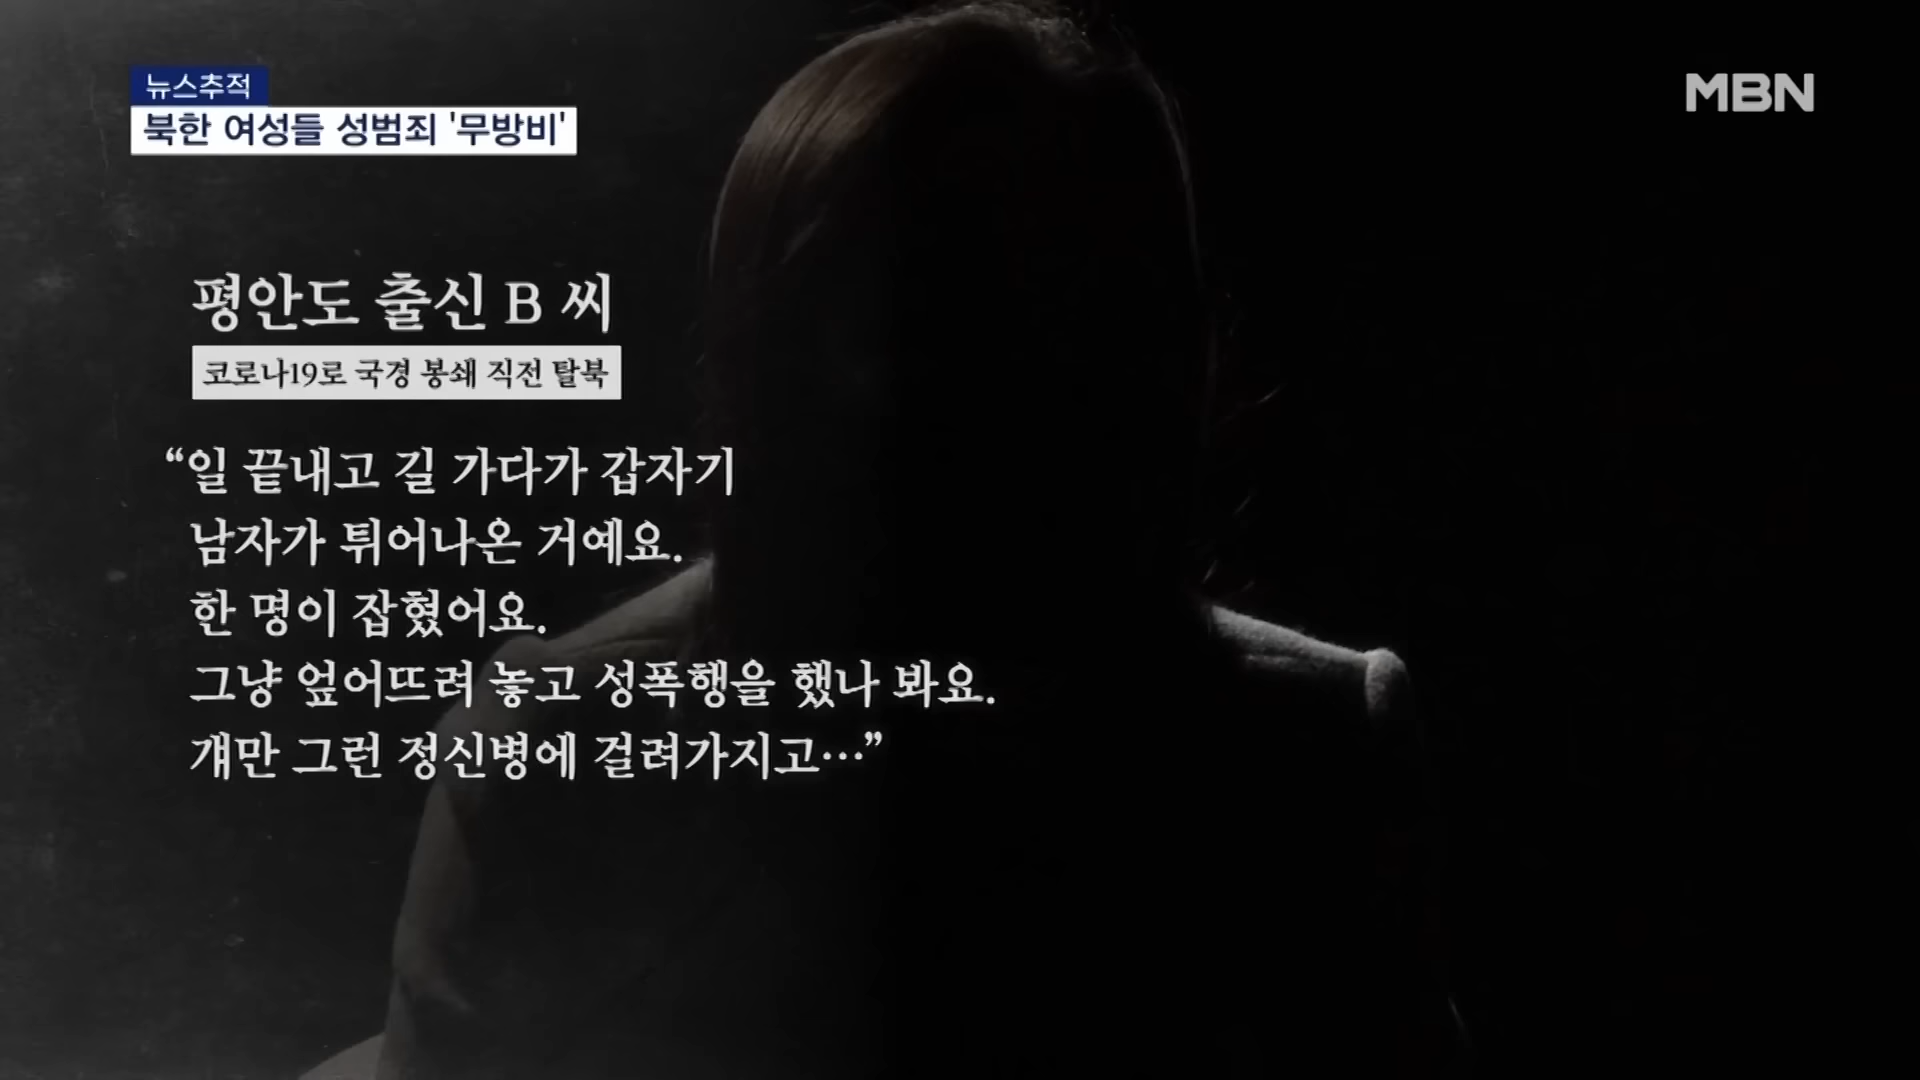 뉴스추적
북한 여성들 성범죄 '무방비'
MBN
평안도 출신 B 씨
코로나19로 국경 봉쇄 직전 탈북
“일 끝내고 길 가다가 갑자기
남자가 튀어나온 거예요.
한 명이 잡혔어요.
그냥 엎어뜨려 놓고 성폭행을 했나 봐요.
걔만 그런 정신병에 걸려가지고…”